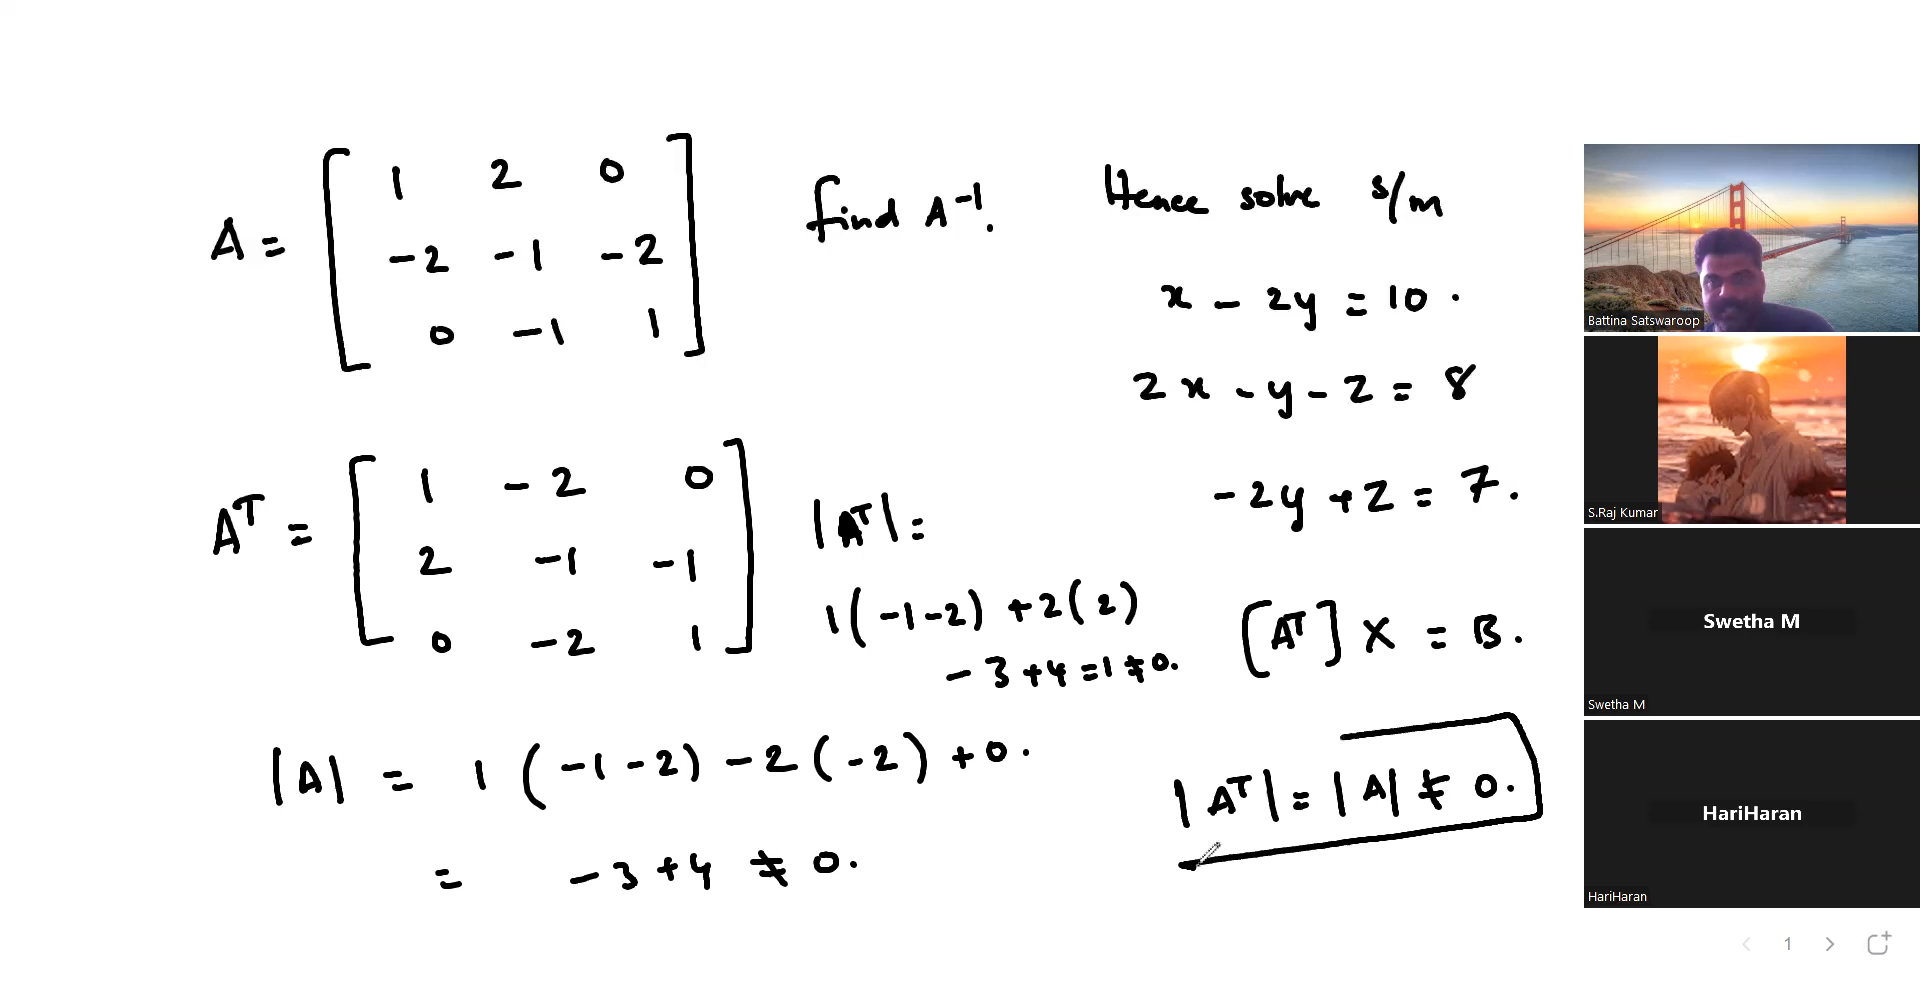 A = [ 1 2 0
-2 -1 -2
0 -1 1 ]
find A⁻¹.
Hence solve s/m
x - 2y = 10.
2x - y - z = 8
-2y + z = 7.
Aᵀ = [ 1 -2 0
2 -1 -1
0 -2 1 ]
|Aᵀ| =
1(-1-2) +2(2)
-3+4=1≠0.
[Aᵀ] X = B.
|A| = 1 (-1-2) -2(-2) +0.
= -3+4 ≠ 0.
|Aᵀ| = |A| ≠ 0.
Battina Satswaroop
S.Raj Kumar
Swetha M
Swetha M
HariHaran
HariHaran
1